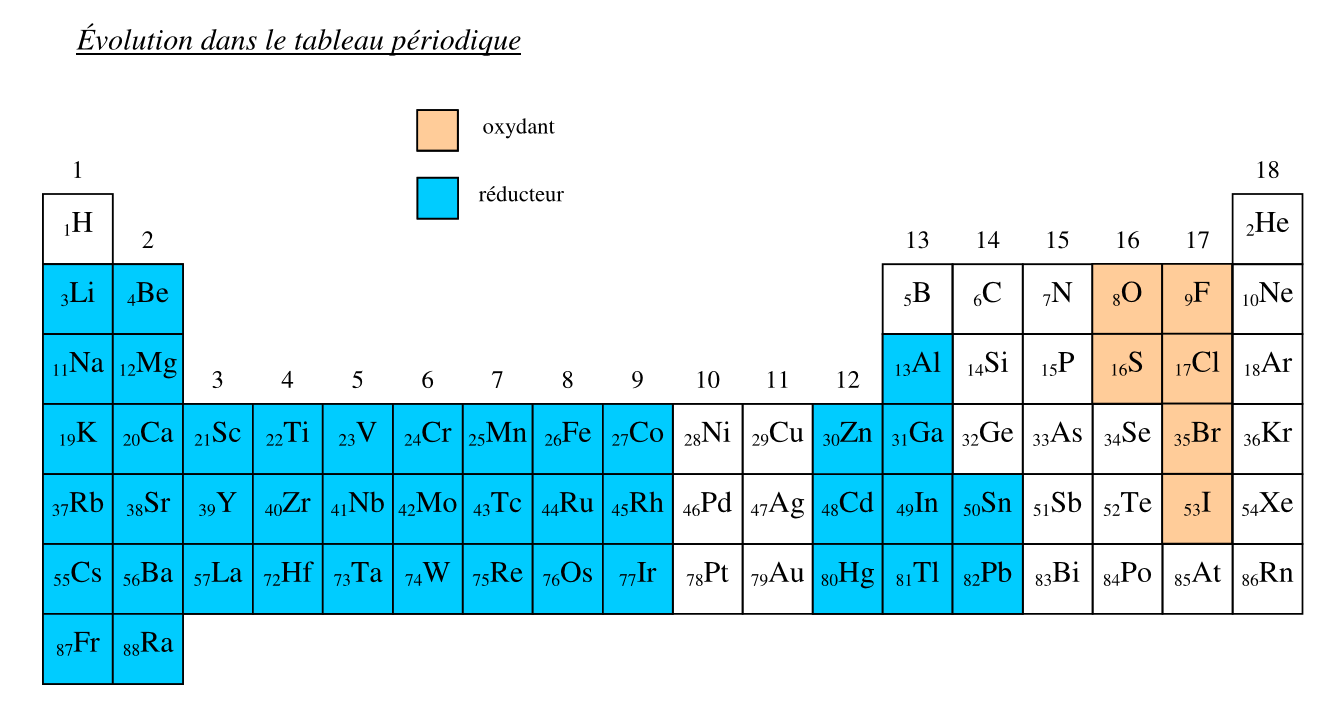 Évolution dans le tableau périodique
oxydant
1 18
réducteur
1H 2He
2 13 14 15 16 17
3Li 4Be 5B 6C 7N 8O 9F 10Ne
11Na 12Mg 13Al 14Si 15P 16S 17Cl 18Ar
3 4 5 6 7 8 9 10 11 12
19K 20Ca 21Sc 22Ti 23V 24Cr 25Mn 26Fe 27Co 28Ni 29Cu 30Zn 31Ga 32Ge 33As 34Se 35Br 36Kr
37Rb 38Sr 39Y 40Zr 41Nb 42Mo 43Tc 44Ru 45Rh 46Pd 47Ag 48Cd 49In 50Sn 51Sb 52Te 53I 54Xe
55Cs 56Ba 57La 72Hf 73Ta 74W 75Re 76Os 77Ir 78Pt 79Au 80Hg 81Tl 82Pb 83Bi 84Po 85At 86Rn
87Fr 88Ra